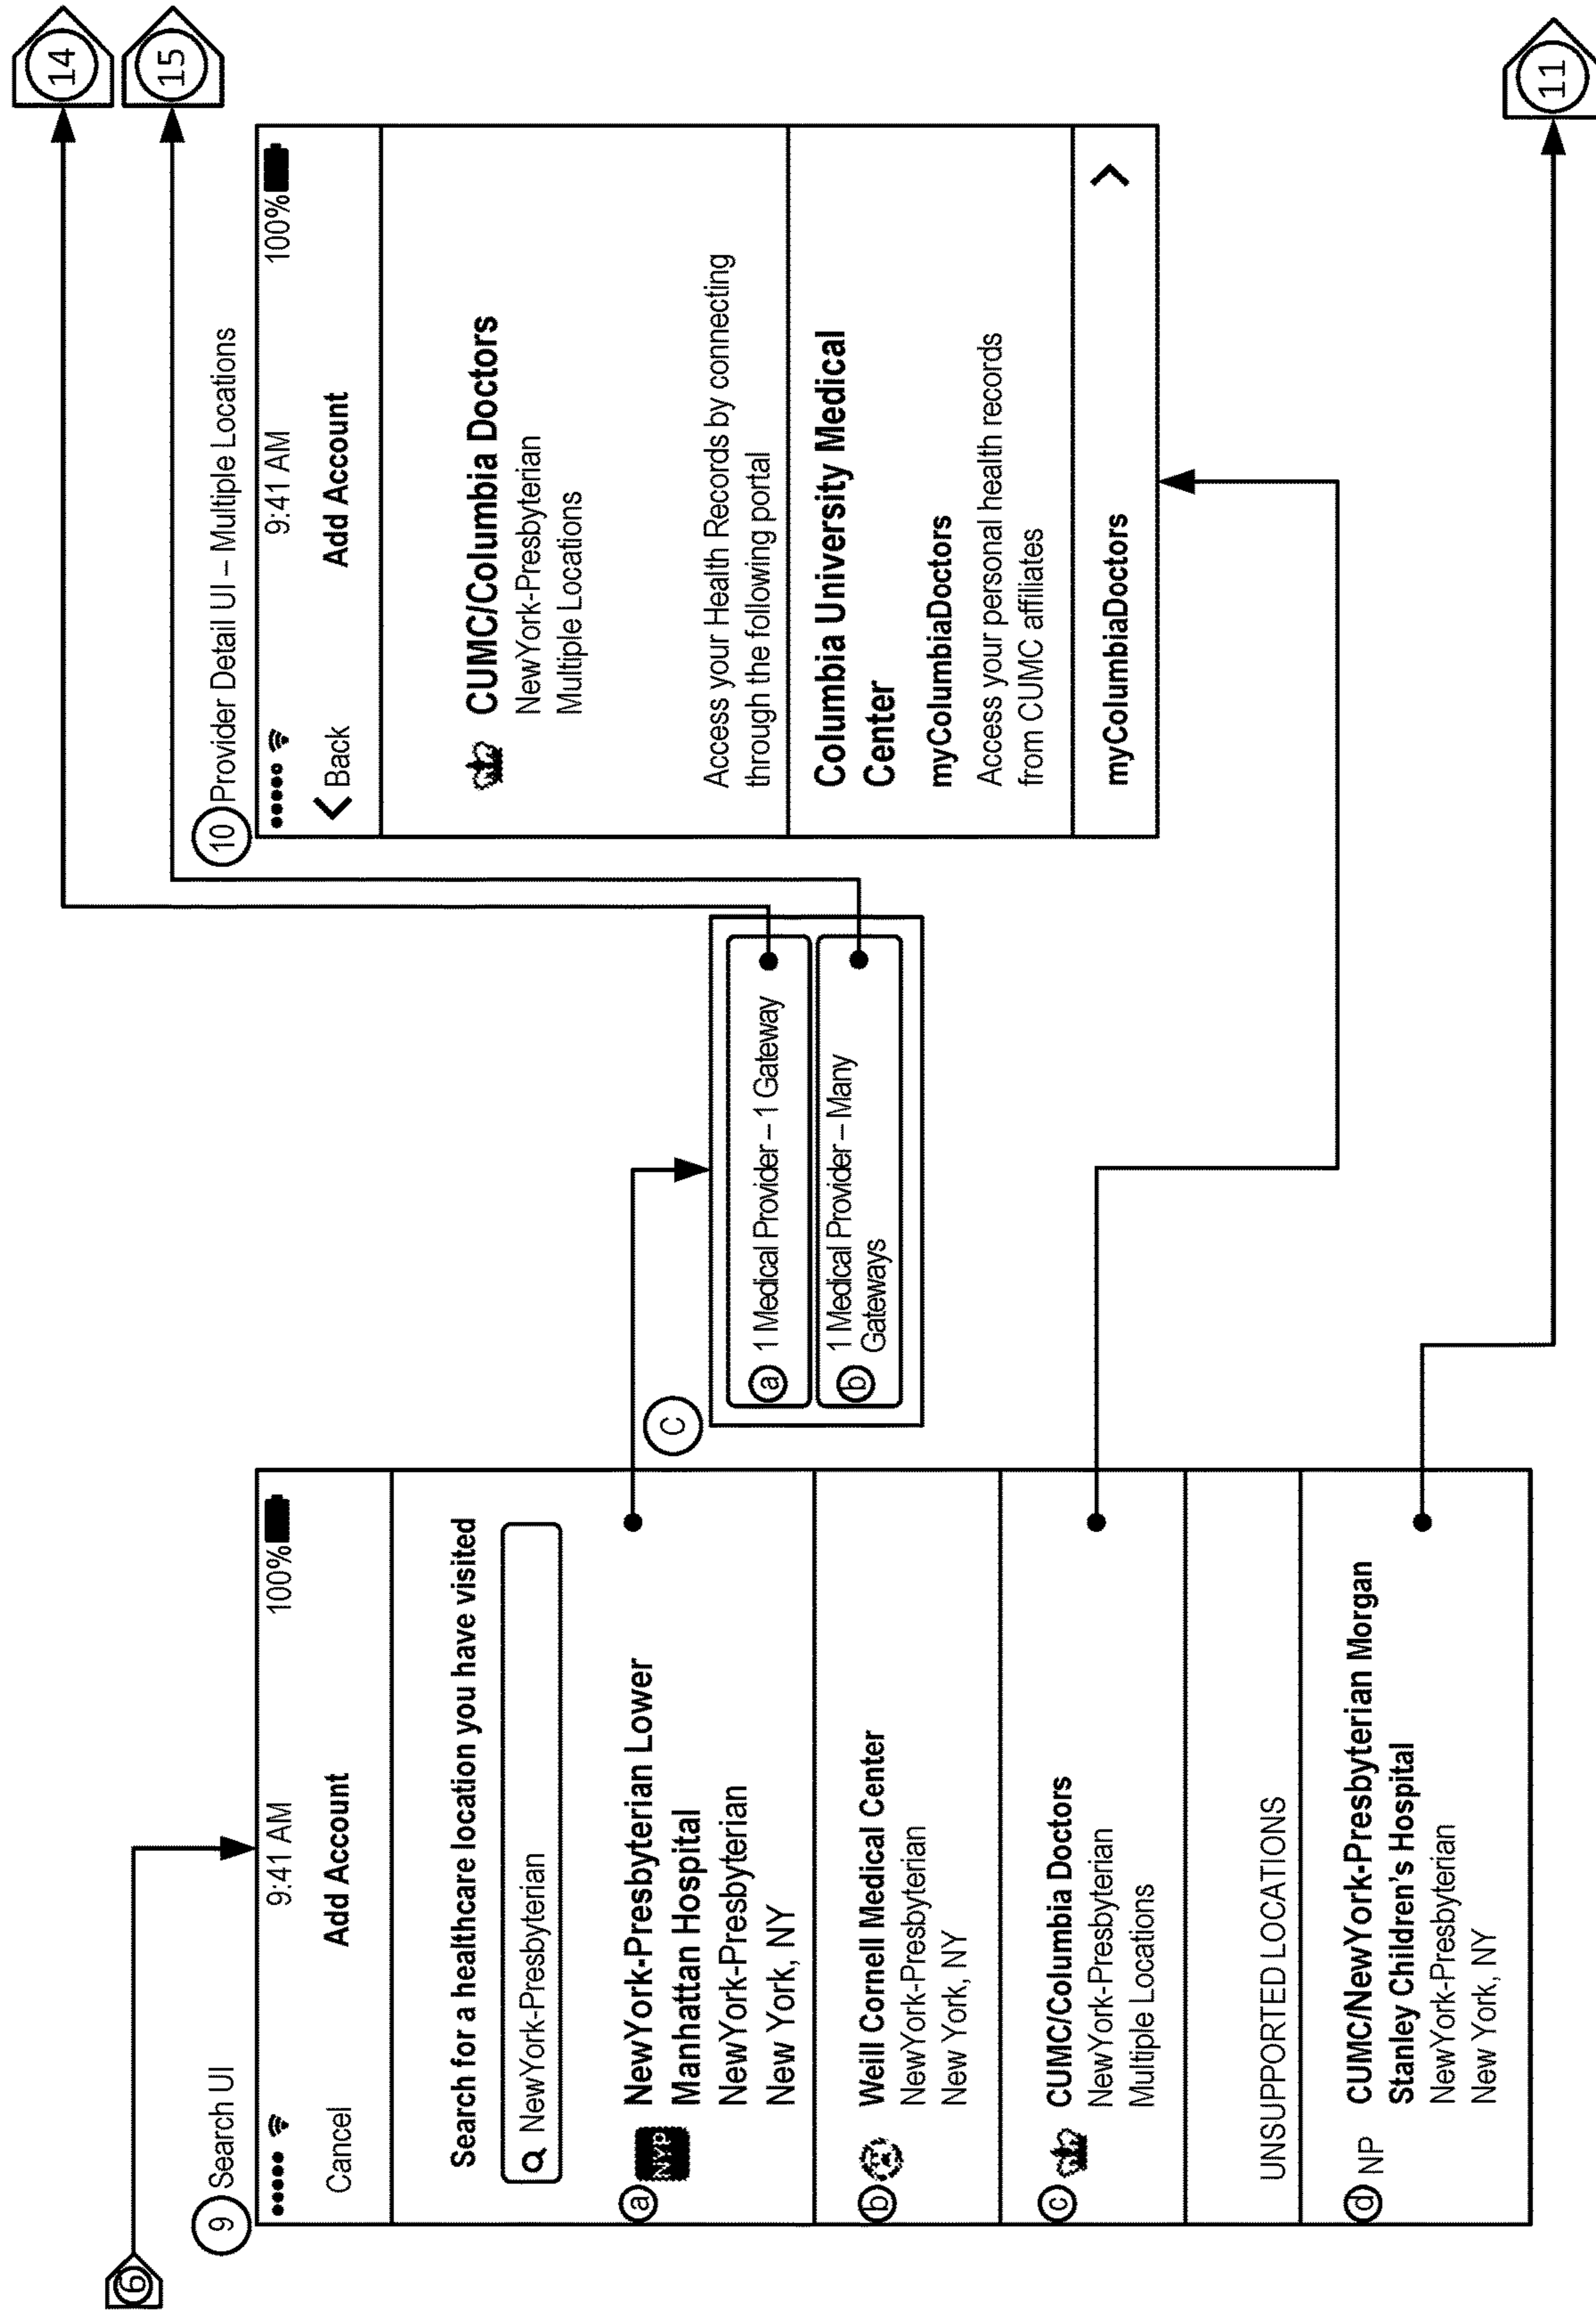 6
9 Search UI
9:41 AM
100%
Cancel
Add Account
Search for a healthcare location you have visited
NewYork-Presbyterian
a
NYP
NewYork-Presbyterian Lower
Manhattan Hospital
NewYork-Presbyterian
New York, NY
b
Weill Cornell Medical Center
NewYork-Presbyterian
New York, NY
c
CUMC/Columbia Doctors
NewYork-Presbyterian
Multiple Locations
UNSUPPORTED LOCATIONS
d NP
CUMC/NewYork-Presbyterian Morgan
Stanley Children's Hospital
NewYork-Presbyterian
New York, NY
C
a 1 Medical Provider – 1 Gateway
b 1 Medical Provider – Many
Gateways
10 Provider Detail UI – Multiple Locations
9:41 AM
100%
Back
Add Account
CUMC/Columbia Doctors
NewYork-Presbyterian
Multiple Locations
Access your Health Records by connecting
through the following portal
Columbia University Medical
Center
myColumbiaDoctors
Access your personal health records
from CUMC affiliates
myColumbiaDoctors
14
15
11